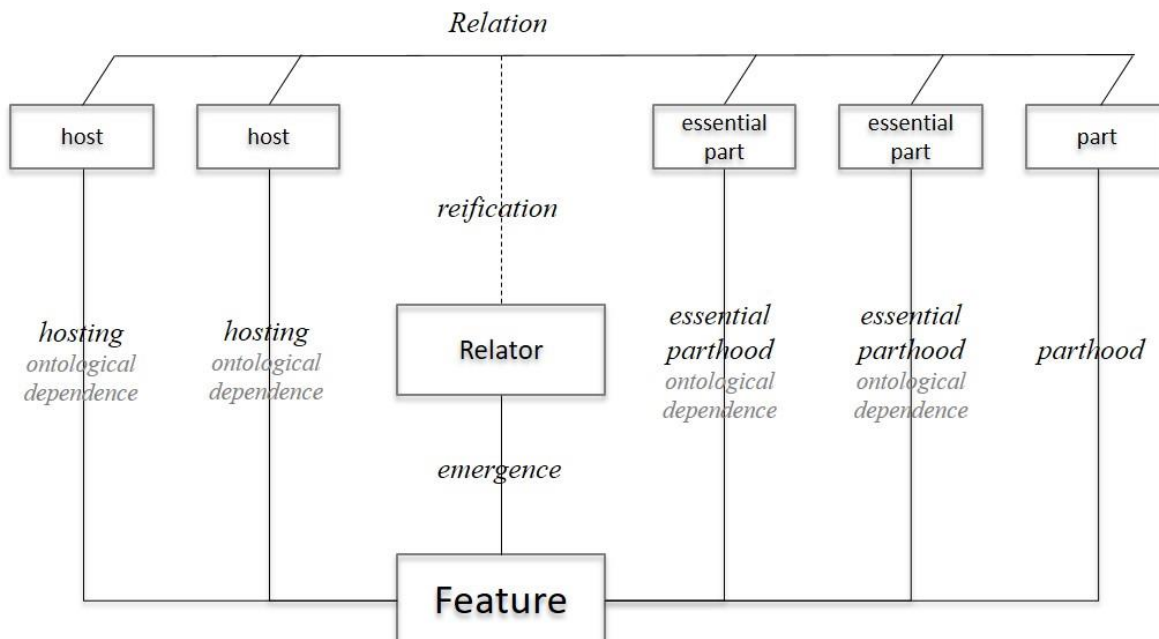 Relation
host
host
essential
part
essential
part
part
reification
Relator
hosting
ontological
dependence
hosting
ontological
dependence
essential
parthood
ontological
dependence
essential
parthood
ontological
dependence
parthood
emergence
Feature